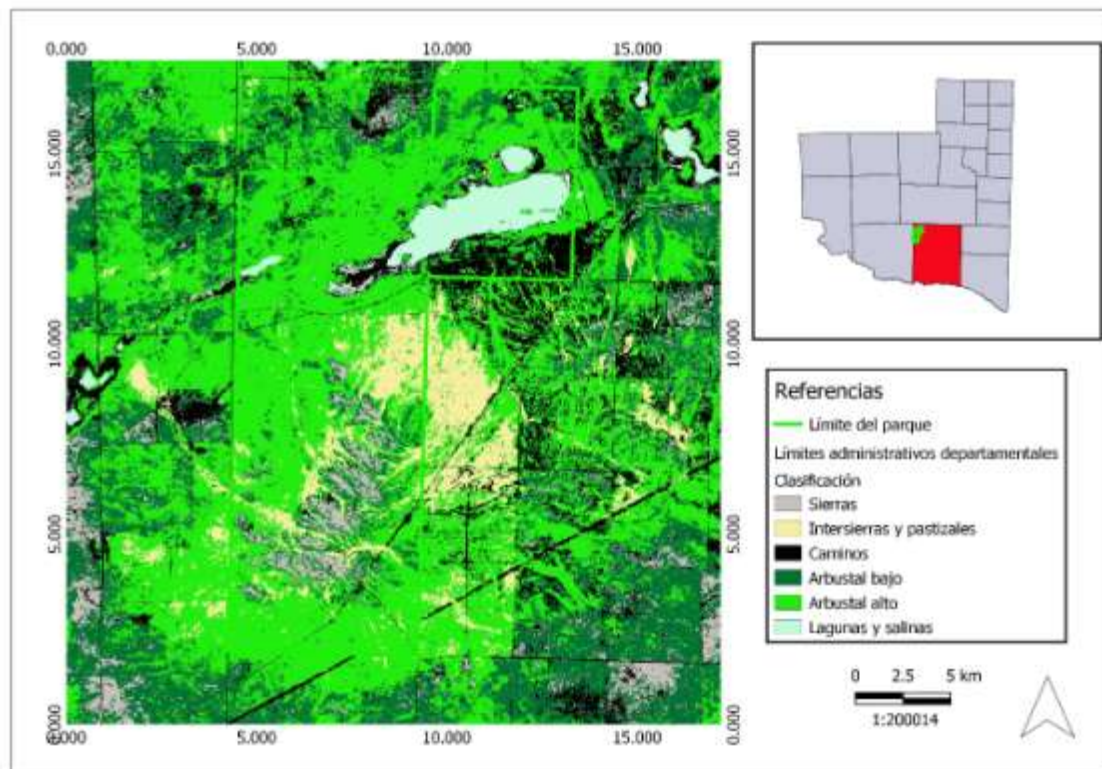 0.000 5.000 10.000 15.000
15.000 15.000
10.000 10.000
5.000 5.000
0.000 0.000
0.000 5.000 10.000 15.000
Referencias
Límite del parque
Límites administrativos departamentales
Clasificación
Sierras
Intersierras y pastizales
Caminos
Arbustal bajo
Arbustal alto
Lagunas y salinas
0 2.5 5 km
1:200014